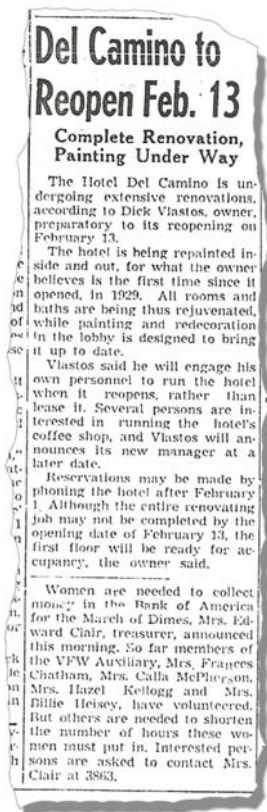 Del Camino to
Reopen Feb. 13
Complete Renovation,
Painting Under Way
The Hotel Del Camino is un-
dergoing extensive renovations,
according to Dick Vlastos, owner,
preparatory to its reopening on
February 13.
The hotel is being repainted in-
side and out, for what the owner
believes is the first time since it
opened, in 1929. All rooms and
baths are being thus rejuvenated,
while painting and redecoration
in the lobby is designed to bring
it up to date.
Vlastos said he will engage his
own personnel to run the hotel
when it reopens, rather than
lease it. Several persons are in-
terested in running the hotel's
coffee shop, and Vlastos will an-
nounces its new manager at a
later date.
Reservations may be made by
phoning the hotel after February
1. Although the entire renovating
job may not be completed by the
opening date of February 13, the
first floor will be ready for ac-
cupancy, the owner said.
Women are needed to collect
money in the Bank of America
for the March of Dimes, Mrs. Ed-
ward Clair, treasurer, announced
this morning. So far members of
the VFW Auxiliary, Mrs. Frances
Chatham, Mrs. Calla McPherson,
Mrs. Hazel Kellogg and Mrs.
Billie Heisey, have volunteered.
But others are needed to shorten
the number of hours these wo-
men must put in. Interested per-
sons are asked to contact Mrs.
Clair at 3863.